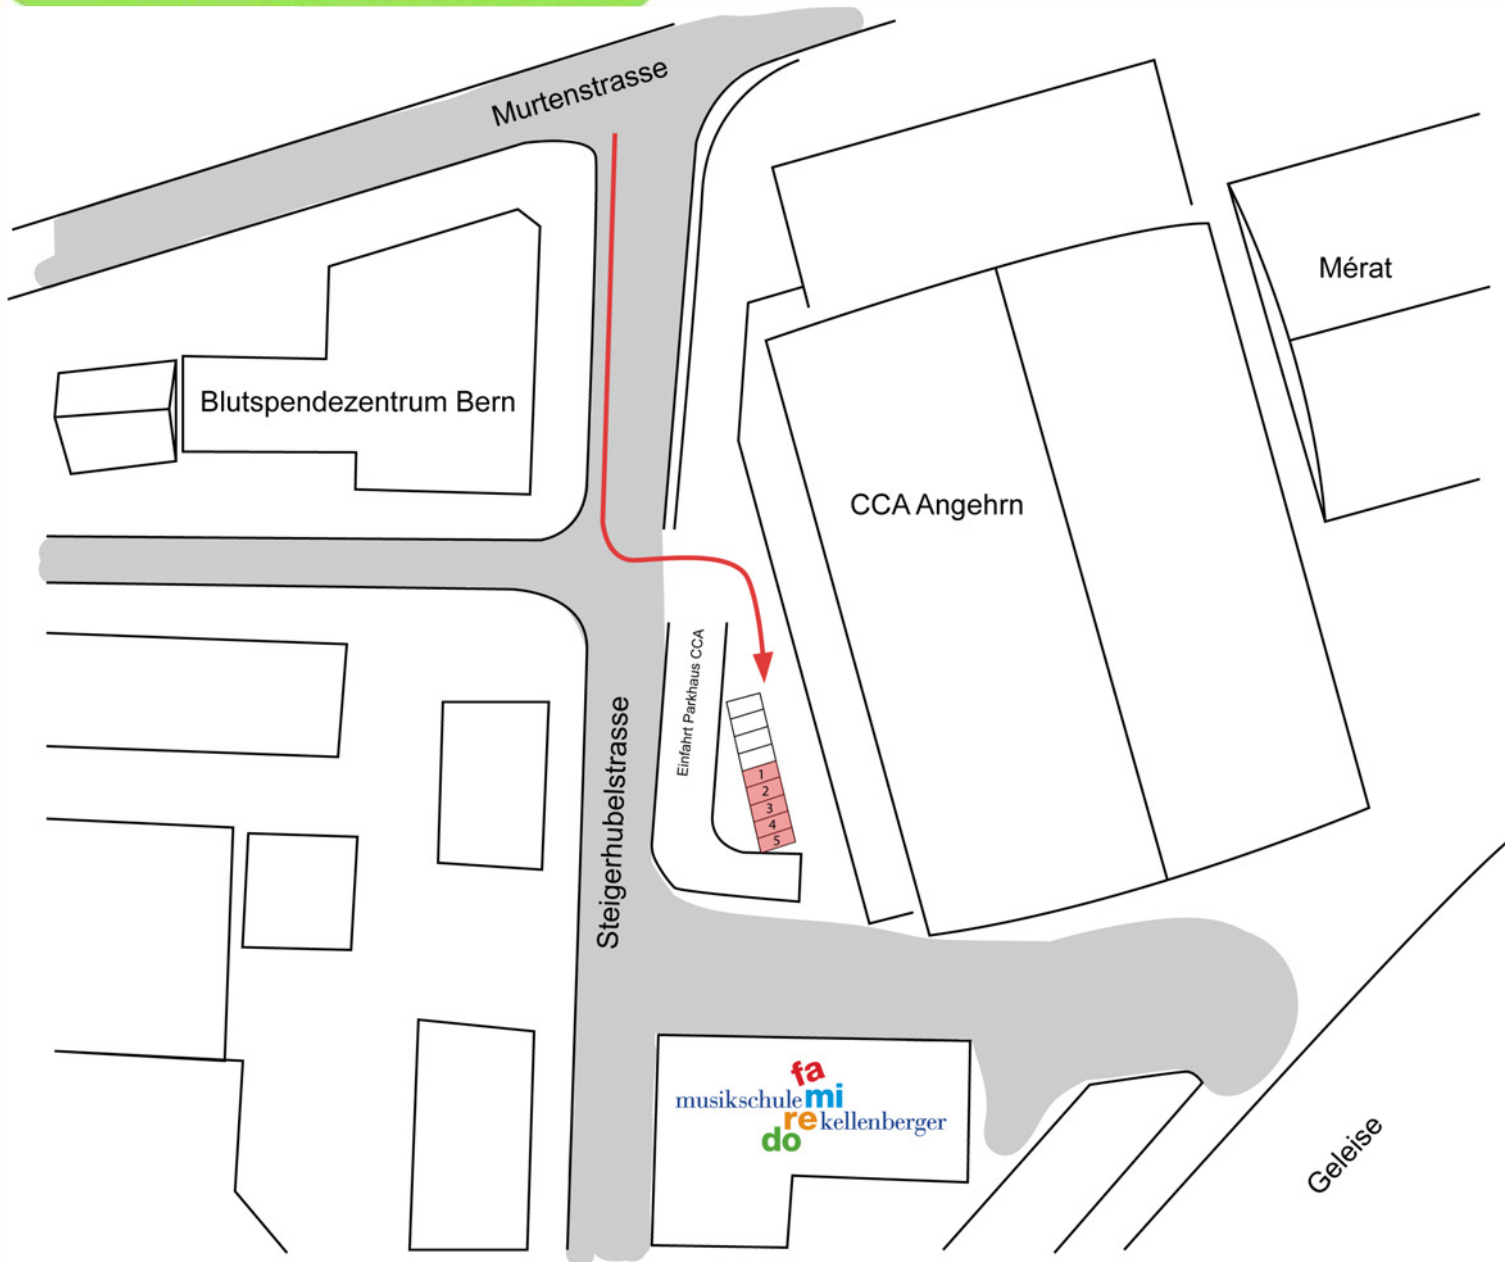 Murtenstrasse
Mérat
Blutspendezentrum Bern
CCA Angehrn
Einfahrt Parkhaus CCA
Steigerhubelstrasse
1
2
3
4
5
fa
musikschule mi
re kellenberger
do
Geleise